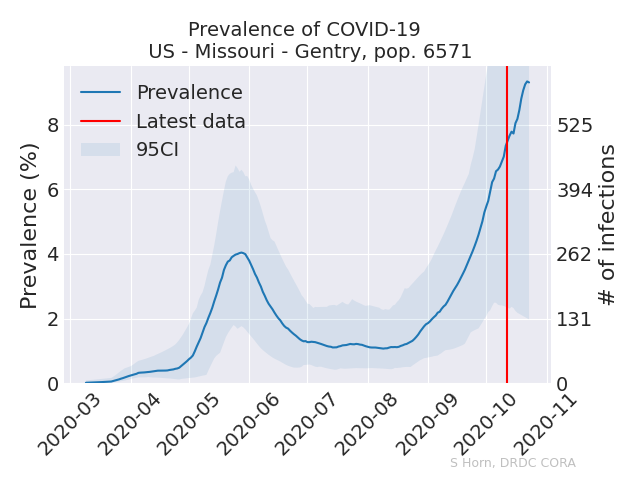 Prevalence of COVID-19
US - Missouri - Gentry, pop. 6571
Prevalence
Latest data
95CI
Prevalence (%)
8
6
4
2
0
525
394
262
131
0
# of infections
2020-03
2020-04
2020-05
2020-06
2020-07
2020-08
2020-09
2020-10
2020-11
S Horn, DRDC CORA